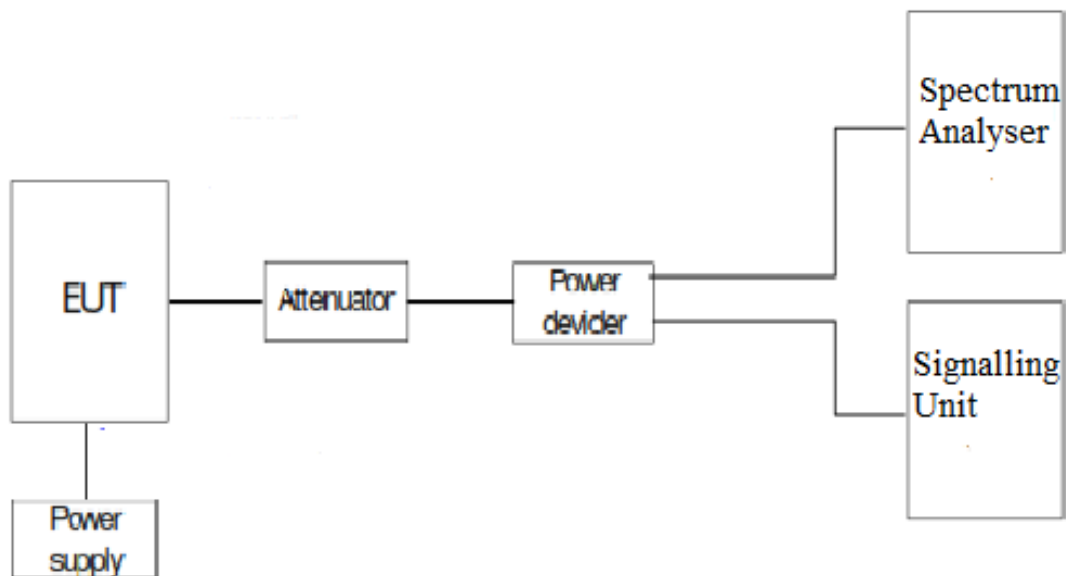 Spectrum
Analyser
EUT
Attenuator
Power
devider
Signalling
Unit
Power
supply